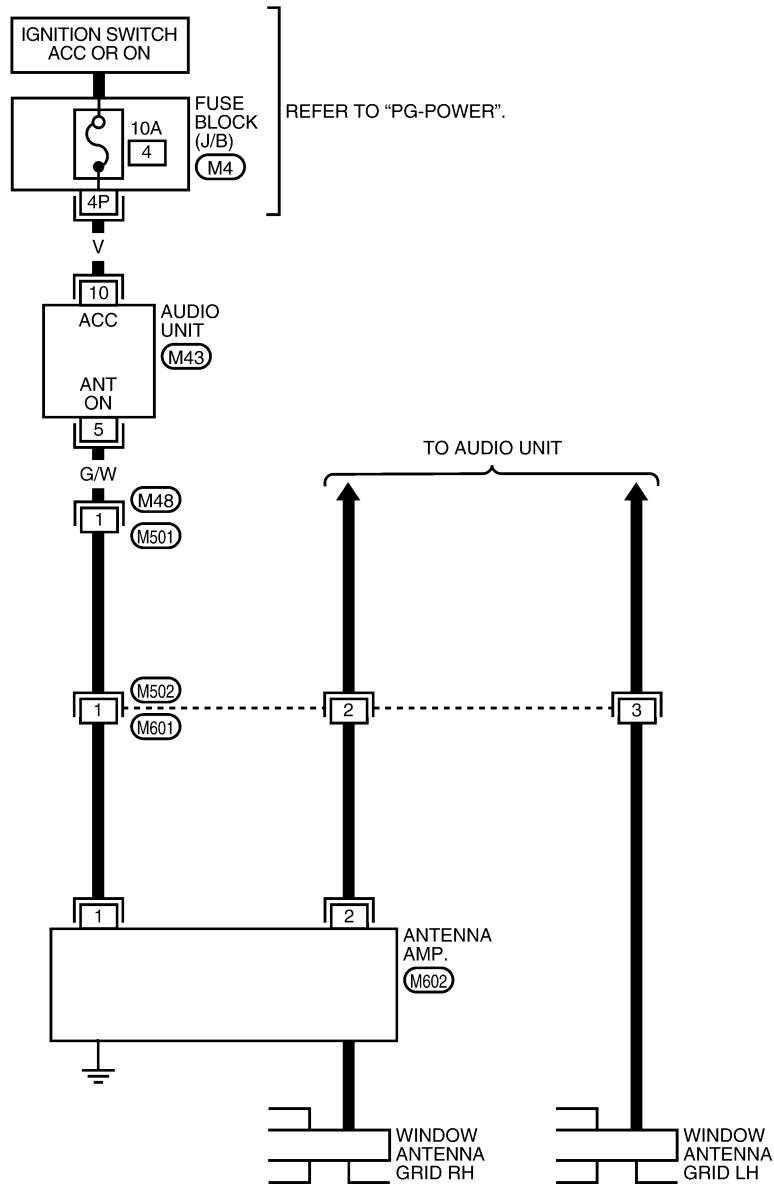 IGNITION SWITCH
ACC OR ON
FUSE
BLOCK
(J/B)
M4
10A
4
REFER TO “PG-POWER”.
4P
V
10
ACC
AUDIO
UNIT
M43
ANT
ON
5
G/W
TO AUDIO UNIT
M48
1
M501
M502
1
2
3
M601
1
2
ANTENNA
AMP.
M602
WINDOW
ANTENNA
GRID RH
WINDOW
ANTENNA
GRID LH